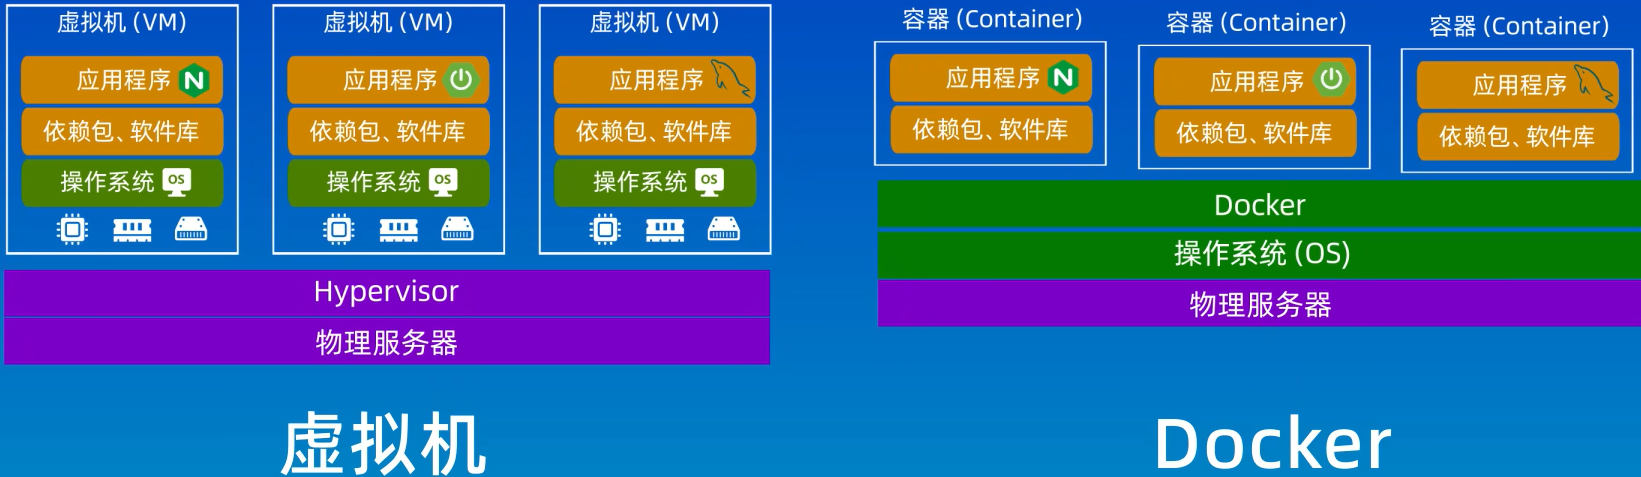 虚拟机 (VM)
应用程序 N
依赖包、软件库
操作系统 OS
虚拟机 (VM)
应用程序
依赖包、软件库
操作系统 OS
虚拟机 (VM)
应用程序
依赖包、软件库
操作系统 OS
Hypervisor
物理服务器
虚拟机
容器 (Container)
应用程序 N
依赖包、软件库
容器 (Container)
应用程序
依赖包、软件库
容器 (Container)
应用程序
依赖包、软件库
Docker
操作系统 (OS)
物理服务器
Docker